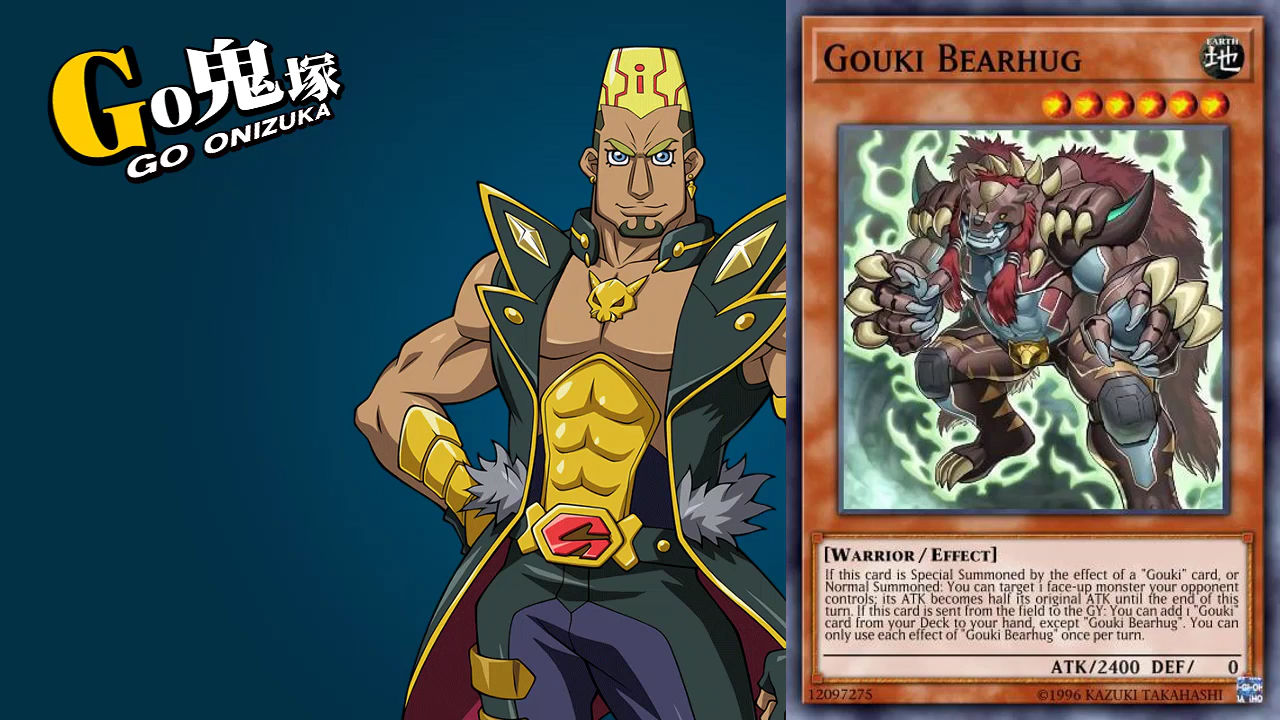 Go鬼塚
GO ONIZUKA
GOUKI BEARHUG
EARTH
地
[WARRIOR / EFFECT]
If this card is Special Summoned by the effect of a "Gouki" card, or
Normal Summoned: You can target 1 face-up monster your opponent
controls; its ATK becomes half its original ATK until the end of this
turn. If this card is sent from the field to the GY: You can add 1 "Gouki"
card from your Deck to your hand, except "Gouki Bearhug". You can
only use each effect of "Gouki Bearhug" once per turn.
ATK/2400 DEF/ 0
12097275
©1996 KAZUKI TAKAHASHI